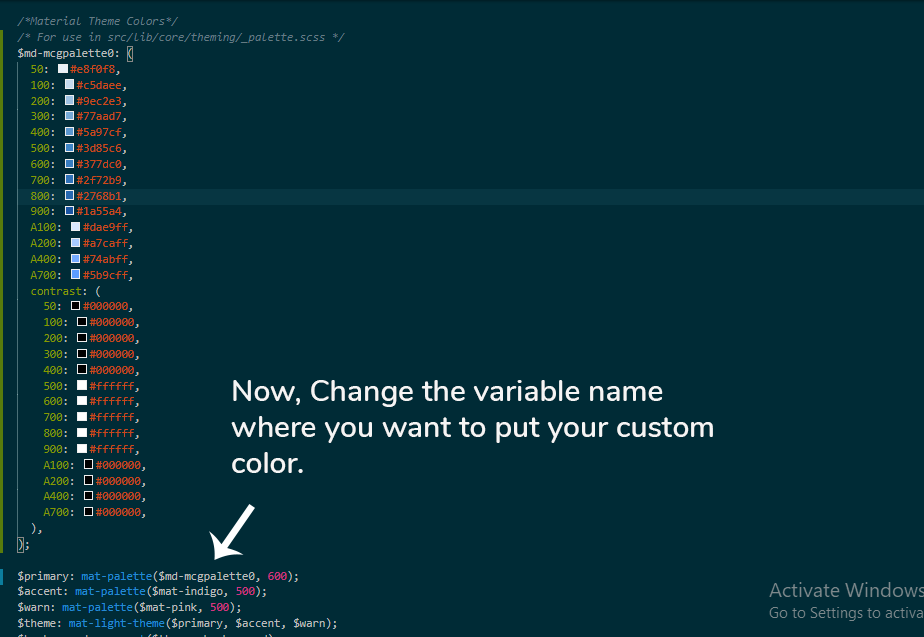 /*Material Theme Colors*/
/* For use in src/lib/core/theming/_palette.scss */
$md-mcgpalette0: (
50: #e8f0f8,
100: #c5daee,
200: #9ec2e3,
300: #77aad7,
400: #5a97cf,
500: #3d85c6,
600: #377dc0,
700: #2f72b9,
800: #2768b1,
900: #1a55a4,
A100: #dae9ff,
A200: #a7caff,
A400: #74abff,
A700: #5b9cff,
contrast: (
50: #000000,
100: #000000,
200: #000000,
300: #000000,
400: #000000,
500: #ffffff,
600: #ffffff,
700: #ffffff,
800: #ffffff,
900: #ffffff,
A100: #000000,
A200: #000000,
A400: #000000,
A700: #000000,
),
);
Now, Change the variable name
where you want to put your custom
color.
$primary: mat-palette($md-mcgpalette0, 600);
$accent: mat-palette($mat-indigo, 500);
$warn: mat-palette($mat-pink, 500);
$theme: mat-light-theme($primary, $accent, $warn);
Activate Windows
Go to Settings to activa